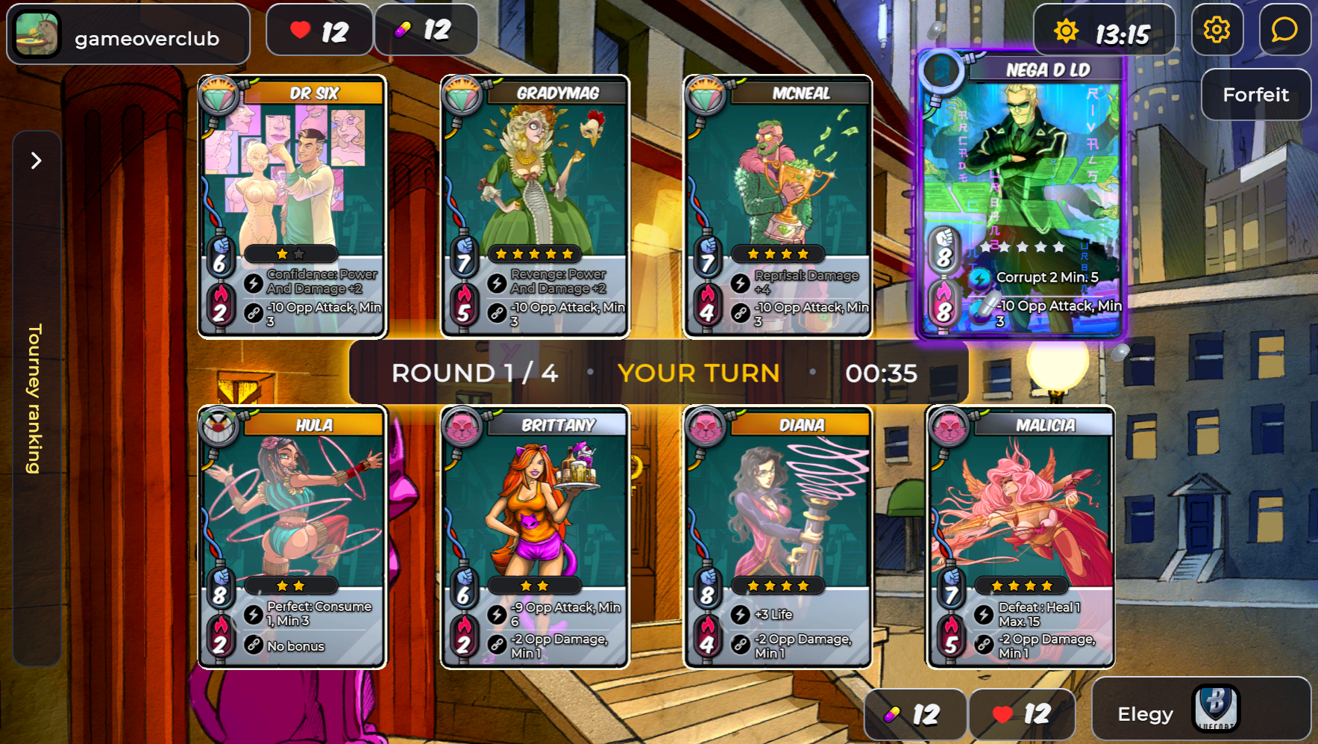 gameoverclub
12
12
13:15
Forfeit
DR SIX
6
2
Confidence: Power
And Damage +2
-10 Opp Attack, Min
3
GRADYMAG
7
5
Revenge: Power
And Damage +2
-10 Opp Attack, Min
3
MCNEAL
7
4
Reprisal: Damage
+4
-10 Opp Attack, Min
3
NEGA D LD
ARCADE
RIVALS
8
8
Corrupt 2 Min. 5
-10 Opp Attack, Min
3
Tourney ranking
ROUND 1 / 4 • YOUR TURN • 00:35
HULA
8
2
Perfect: Consume
1, Min 3
No bonus
BRITTANY
6
2
-9 Opp Attack, Min
6
-2 Opp Damage,
Min 1
DIANA
8
4
+3 Life
-2 Opp Damage,
Min 1
MALICIA
7
5
Defeat : Heal 1
Max. 15
-2 Opp Damage,
Min 1
12
12
Elegy